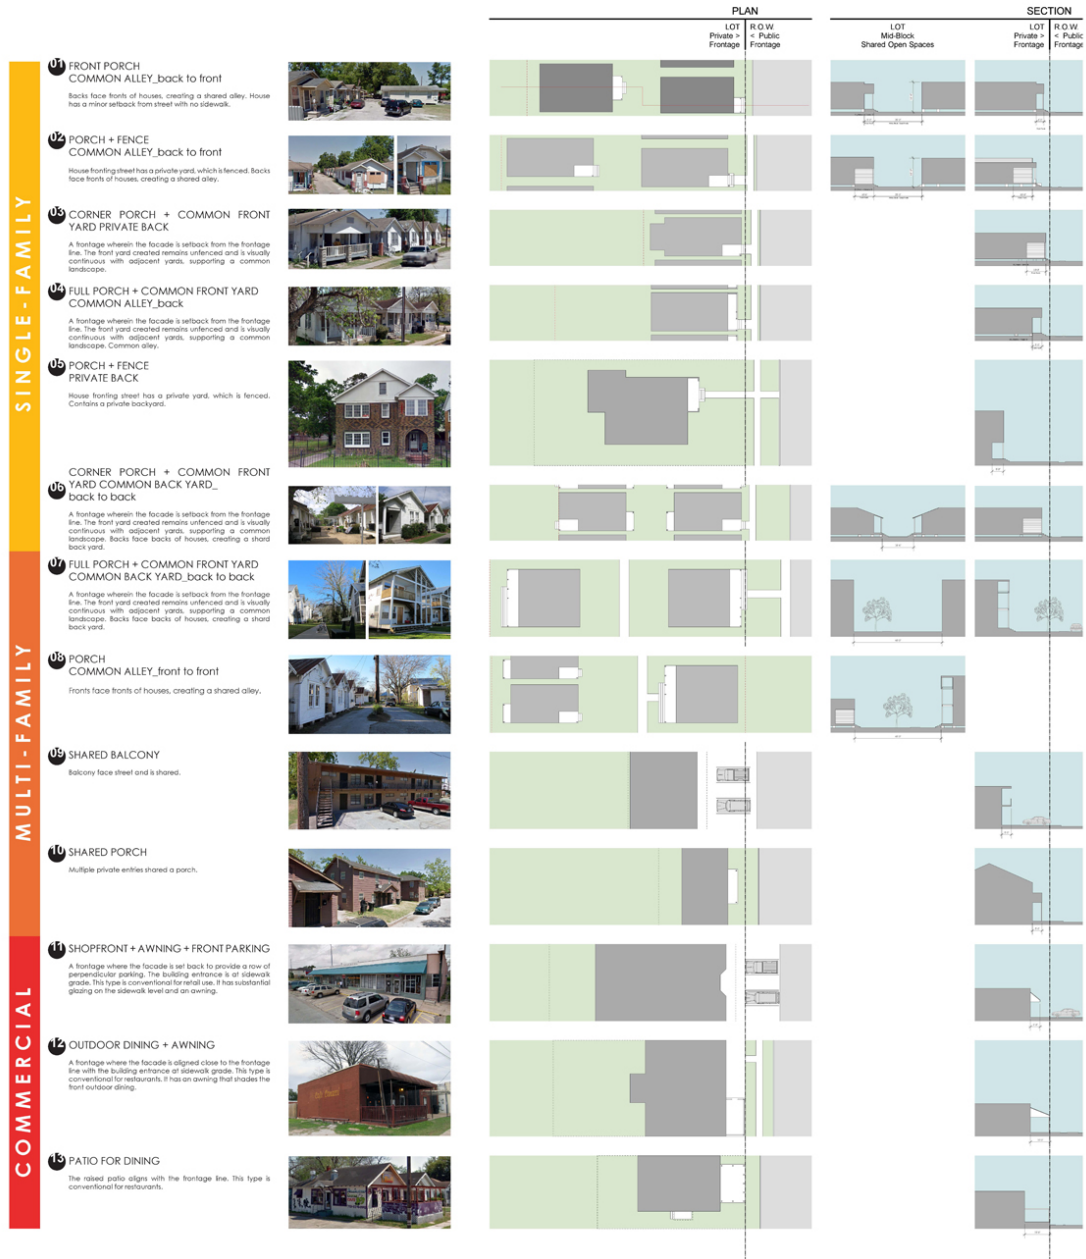 PLAN
SECTION
LOT
Private >
Frontage
R.O.W.
< Public
Frontage
LOT
Mid-Block
Shared Open Spaces
LOT
Private >
Frontage
R.O.W.
< Public
Frontage
SINGLE-FAMILY
01 FRONT PORCH
COMMON ALLEY_back to front
Backs face fronts of houses, creating a shared alley. House
has a minor setback from street with no sidewalk.
02 PORCH + FENCE
COMMON ALLEY_back to front
House fronting street has a private yard, which is fenced. Backs
face fronts of houses, creating a shared alley.
03 CORNER PORCH + COMMON FRONT
YARD PRIVATE BACK
A frontage wherein the facade is setback from the frontage
line. The front yard created remains unfenced and is visually
continuous with adjacent yards, supporting a common
landscape.
04 FULL PORCH + COMMON FRONT YARD
COMMON ALLEY_back
A frontage wherein the facade is setback from the frontage
line. The front yard created remains unfenced and is visually
continuous with adjacent yards, supporting a common
landscape. Common alley.
05 PORCH + FENCE
PRIVATE BACK
House fronting street has a private yard, which is fenced.
Contains a private backyard.
CORNER PORCH + COMMON FRONT
YARD COMMON BACK YARD_
06 back to back
A frontage wherein the facade is setback from the frontage
line. The front yard created remains unfenced and is visually
continuous with adjacent yards, supporting a common
landscape. Backs face backs of houses, creating a shard
back yard.
MULTI-FAMILY
07 FULL PORCH + COMMON FRONT YARD
COMMON BACK YARD_back to back
A frontage wherein the facade is setback from the frontage
line. The front yard created remains unfenced and is visually
continuous with adjacent yards, supporting a common
landscape. Backs face backs of houses, creating a shard
back yard.
08 PORCH
COMMON ALLEY_front to front
Fronts face fronts of houses, creating a shared alley.
09 SHARED BALCONY
Balcony face street and is shared.
10 SHARED PORCH
Multiple private entries shared a porch.
COMMERCIAL
11 SHOPFRONT + AWNING + FRONT PARKING
A frontage where the facade is set back to provide a row of
perpendicular parking. The building entrance is at sidewalk
grade. This type is conventional for retail use. It has substantial
glazing on the sidewalk level and an awning.
12 OUTDOOR DINING + AWNING
A frontage where the facade is aligned close to the frontage
line with the building entrance at sidewalk grade. This type is
conventional for restaurants. It has an awning that shades the
front outdoor dining.
13 PATIO FOR DINING
The raised patio aligns with the frontage line. This type is
conventional for restaurants.